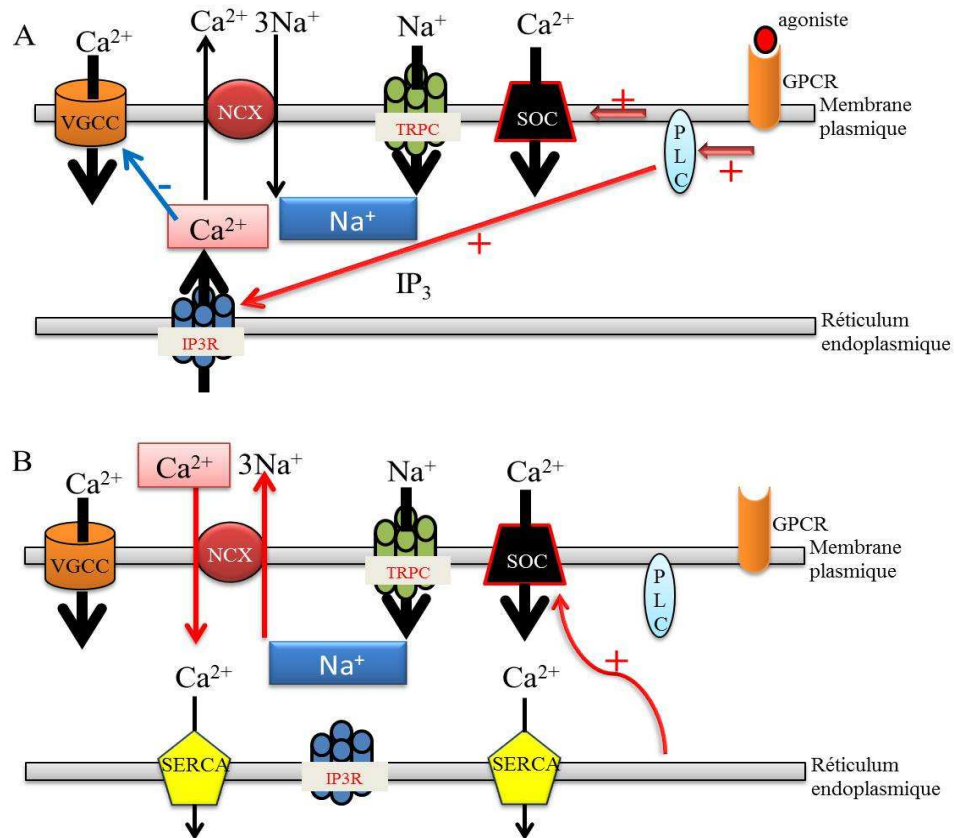 A
Ca²⁺
3Na⁺
Na⁺
Ca²⁺
agoniste
Ca²⁺
GPCR
+
Membrane
plasmique
VGCC
NCX
TRPC
SOC
PLC
+
-
Ca²⁺
Na⁺
+
IP₃
IP3R
Réticulum
endoplasmique
B
Ca²⁺
3Na⁺
Na⁺
Ca²⁺
Ca²⁺
GPCR
Membrane
plasmique
VGCC
NCX
TRPC
SOC
PLC
Na⁺
+
Ca²⁺
Ca²⁺
SERCA
IP3R
SERCA
Réticulum
endoplasmique